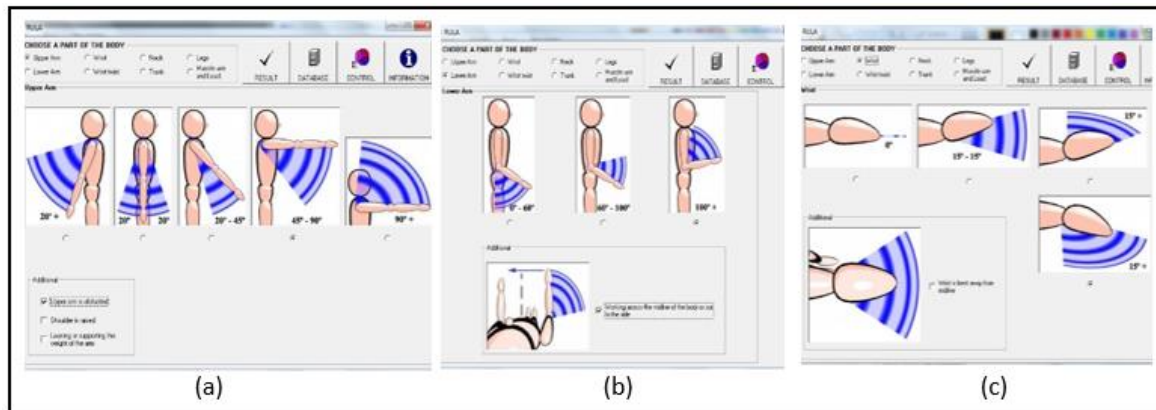 RULA
CHOOSE A PART OF THE BODY
Upper Arm
Wrist
Neck
Legs
Lower Arm
Wrist twist
Trunk
Muscle use and Load
RESULT
DATABASE
CONTROL
INFORMATION
Upper Arm
20° +
20°
20°
20° - 45°
45° - 90°
90° +
Additional
Upper arm is abducted
Shoulder is raised
Leaning or supporting the
weight of the arm
(a)
RULA
CHOOSE A PART OF THE BODY
Upper Arm
Wrist
Neck
Legs
Lower Arm
Wrist twist
Trunk
Muscle use and Load
RESULT
DATABASE
CONTROL
Lower Arm
0° - 60°
60° - 100°
100° +
Additional
Working across the midline of the body or out
to the side
(b)
RULA
CHOOSE A PART OF THE BODY
Upper Arm
Wrist
Neck
Legs
Lower Arm
Wrist twist
Trunk
Muscle use and Load
RESULT
DATABASE
CONTROL
Wrist
0°
15° - 15°
15° +
15° +
Additional
Wrist is bent away from
midline
(c)